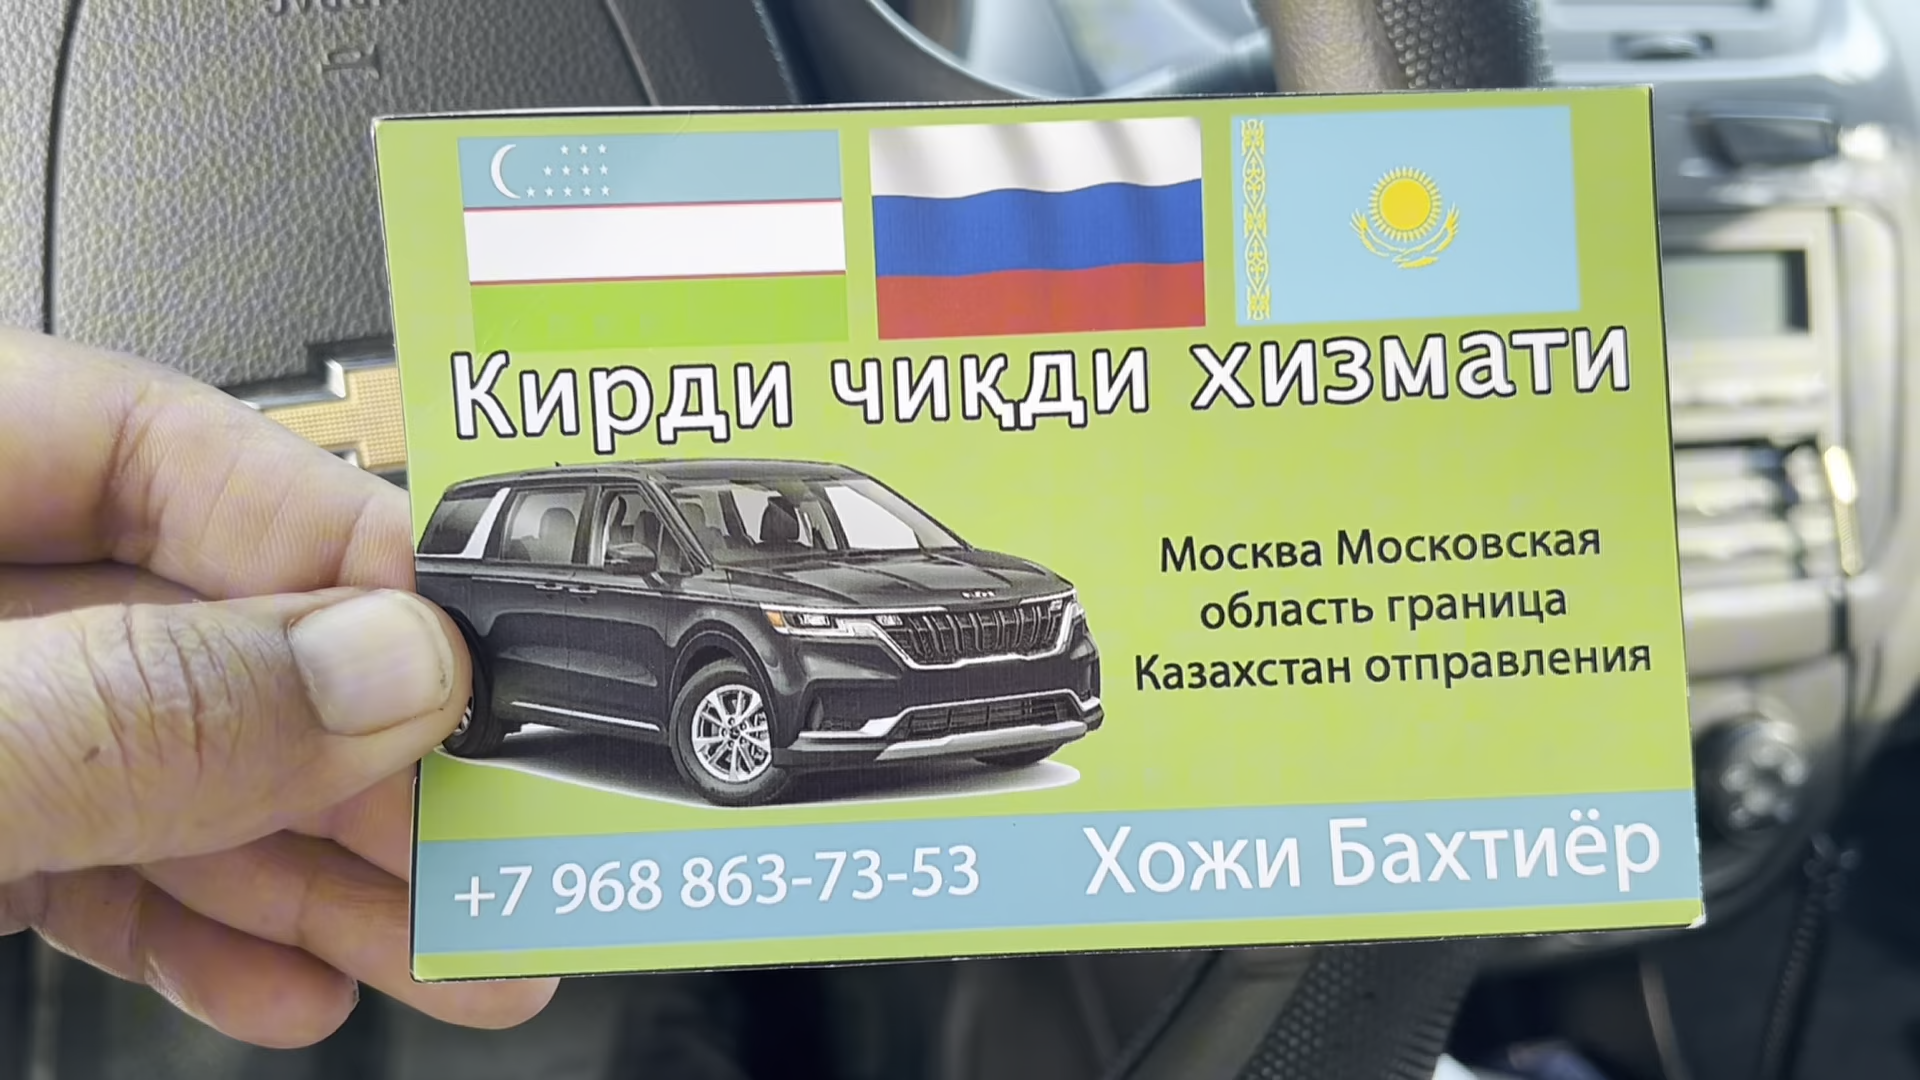 Кирди чиқди хизмати
Москва Московская
область граница
Казахстан отправления
+7 968 863-73-53
Хожи Бахтиёр